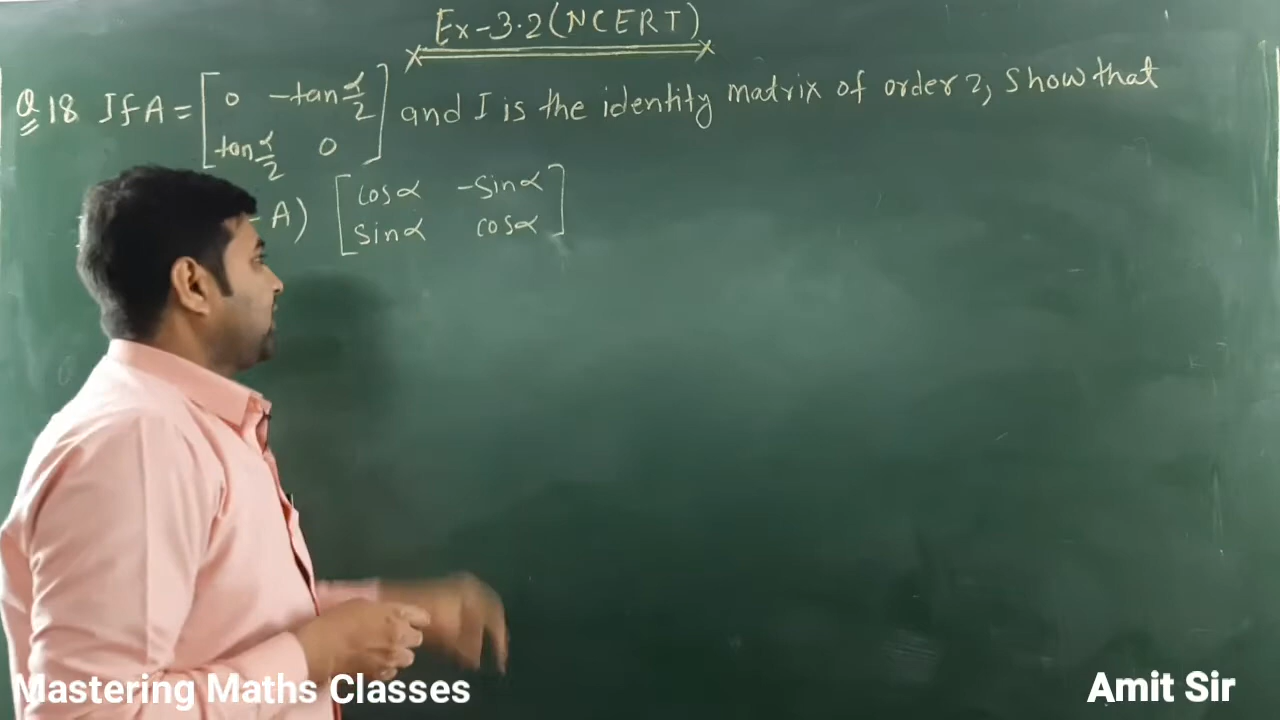 Ex-3.2(NCERT)
Q 18 If A = [0 -tan α/2 and I is the identity matrix of order 2, Show that
tan α/2 0]
- A) [cosα -sinα
sinα cosα]
Mastering Maths Classes
Amit Sir